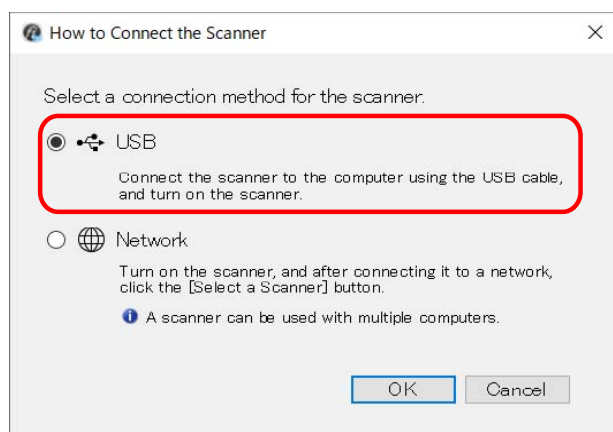 How to Connect the Scanner
Select a connection method for the scanner.
USB
Connect the scanner to the computer using the USB cable,
and turn on the scanner.
Network
Turn on the scanner, and after connecting it to a network,
click the [Select a Scanner] button.
A scanner can be used with multiple computers.
OK Cancel